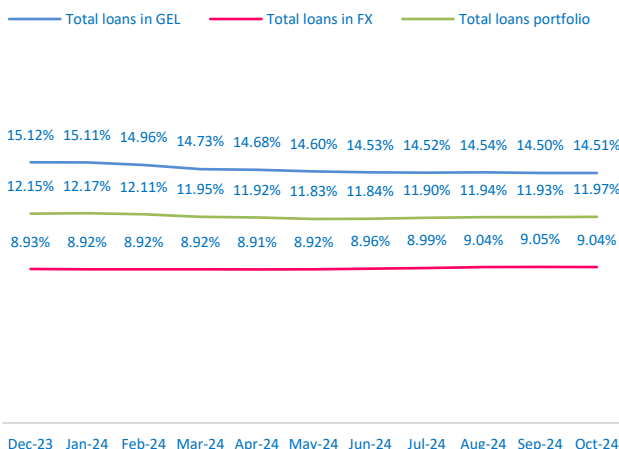 Total loans in GEL Total loans in FX Total loans portfolio
15.12% 15.11% 14.96% 14.73% 14.68% 14.60% 14.53% 14.52% 14.54% 14.50% 14.51%
12.15% 12.17% 12.11% 11.95% 11.92% 11.83% 11.84% 11.90% 11.94% 11.93% 11.97%
8.93% 8.92% 8.92% 8.92% 8.91% 8.92% 8.96% 8.99% 9.04% 9.05% 9.04%
Dec-23 Jan-24 Feb-24 Mar-24 Apr-24 May-24 Jun-24 Jul-24 Aug-24 Sep-24 Oct-24